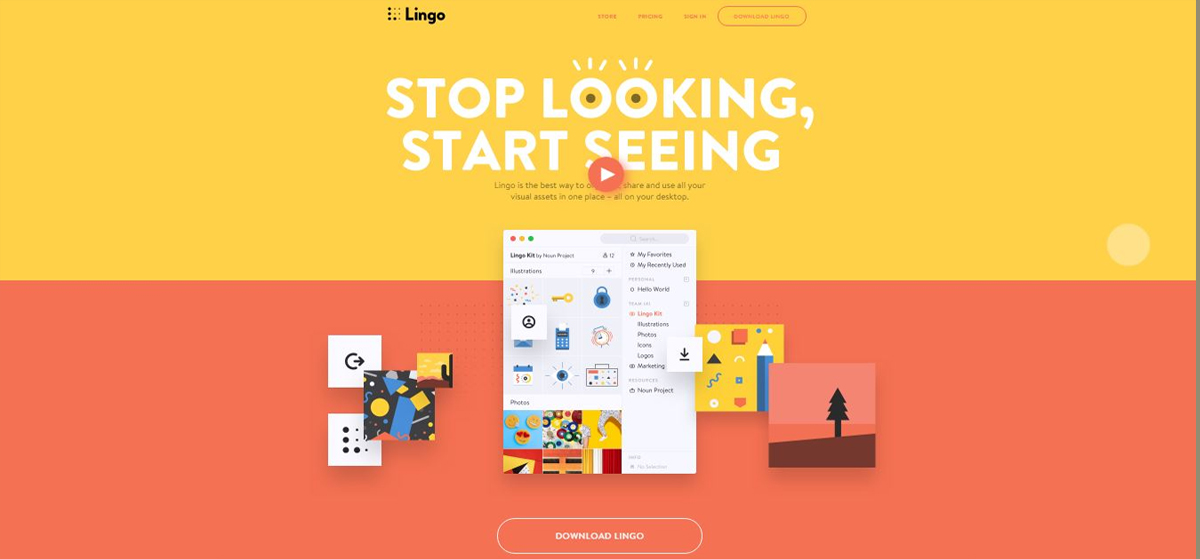 Lingo
STORE PRICING SIGN IN DOWNLOAD LINGO
STOP LOOKING,
START SEEING
Lingo is the best way to share and use all your
visual assets in one place – all on your desktop.
Search...
Lingo Kit by Noun Project 12
Illustrations 9 +
My Favorites
My Recently Used
PERSONAL
Hello World
TEAM
Lingo Kit
Illustrations
Photos
Icons
Logos
Marketing
RESOURCES
Noun Project
Photos
INFO
No Selection
DOWNLOAD LINGO